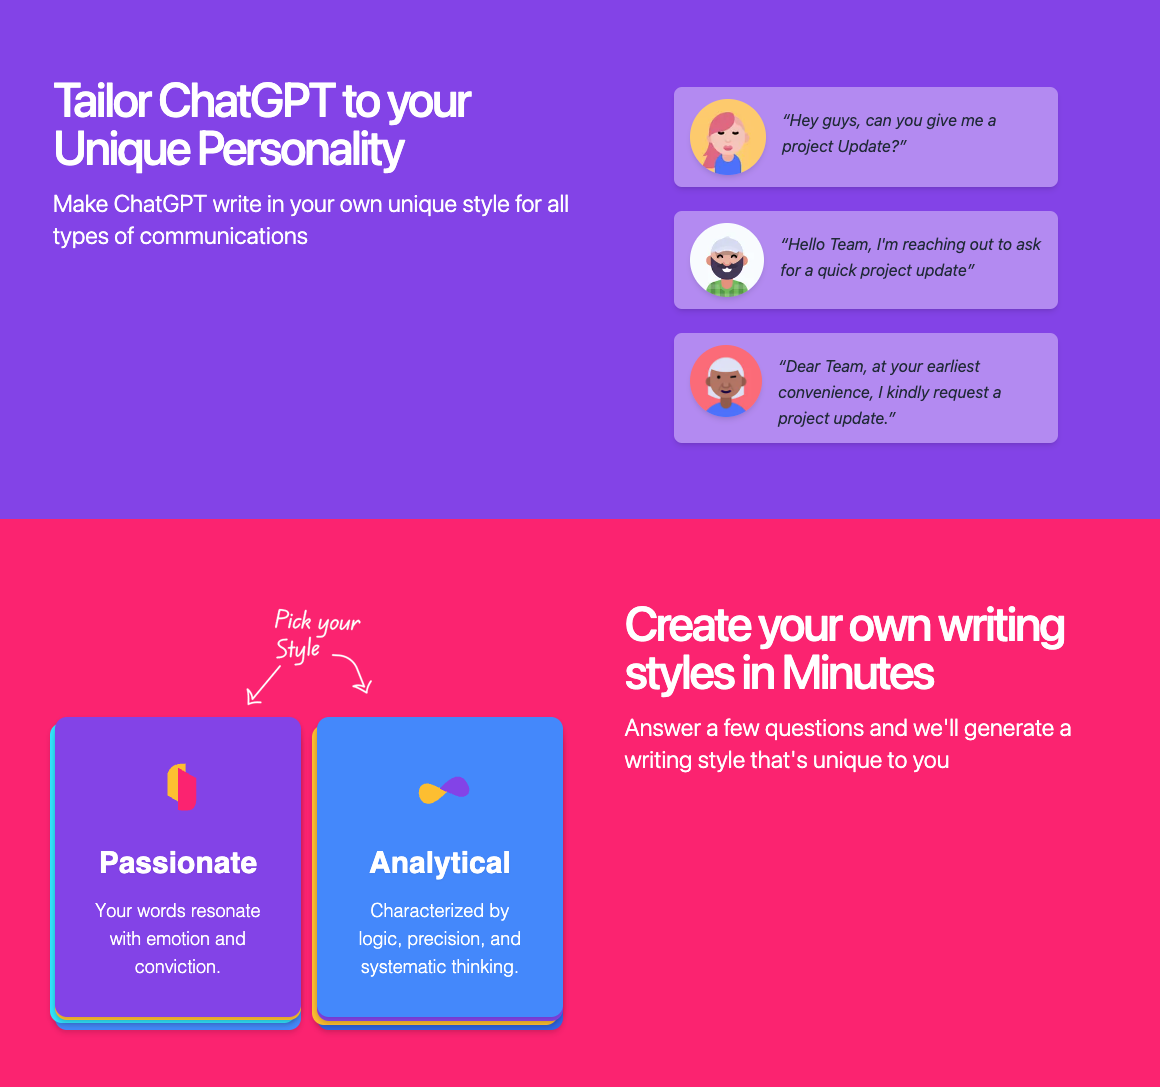 Tailor ChatGPT to your
Unique Personality
Make ChatGPT write in your own unique style for all
types of communications
“Hey guys, can you give me a
project Update?”
“Hello Team, I'm reaching out to ask
for a quick project update”
“Dear Team, at your earliest
convenience, I kindly request a
project update.”
Pick your
Style
Passionate
Your words resonate
with emotion and
conviction.
Analytical
Characterized by
logic, precision, and
systematic thinking.
Create your own writing
styles in Minutes
Answer a few questions and we'll generate a
writing style that's unique to you